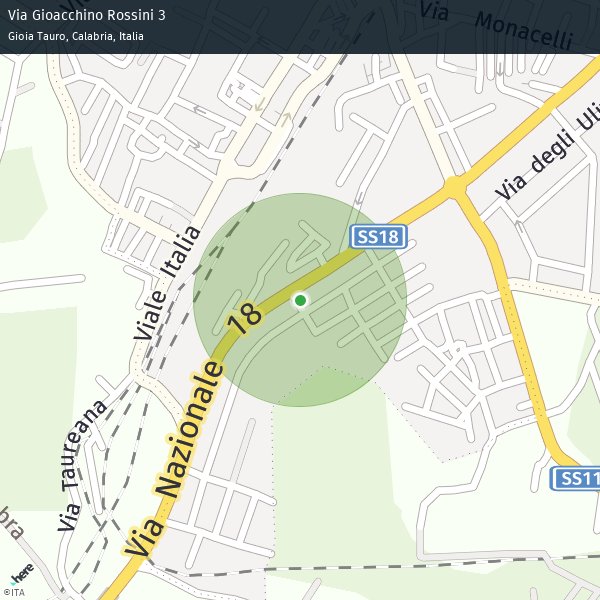 Via Gioacchino Rossini 3
Gioia Tauro, Calabria, Italia
Via Monacelli
Via degli Uli
SS18
Viale Italia
Via Nazionale 18
Via Taureana
SS11
bra
here
©ITA